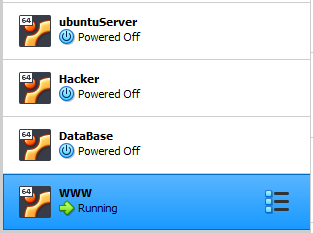 64
ubuntuServer
Powered Off
64
Hacker
Powered Off
64
DataBase
Powered Off
64
WWW
Running